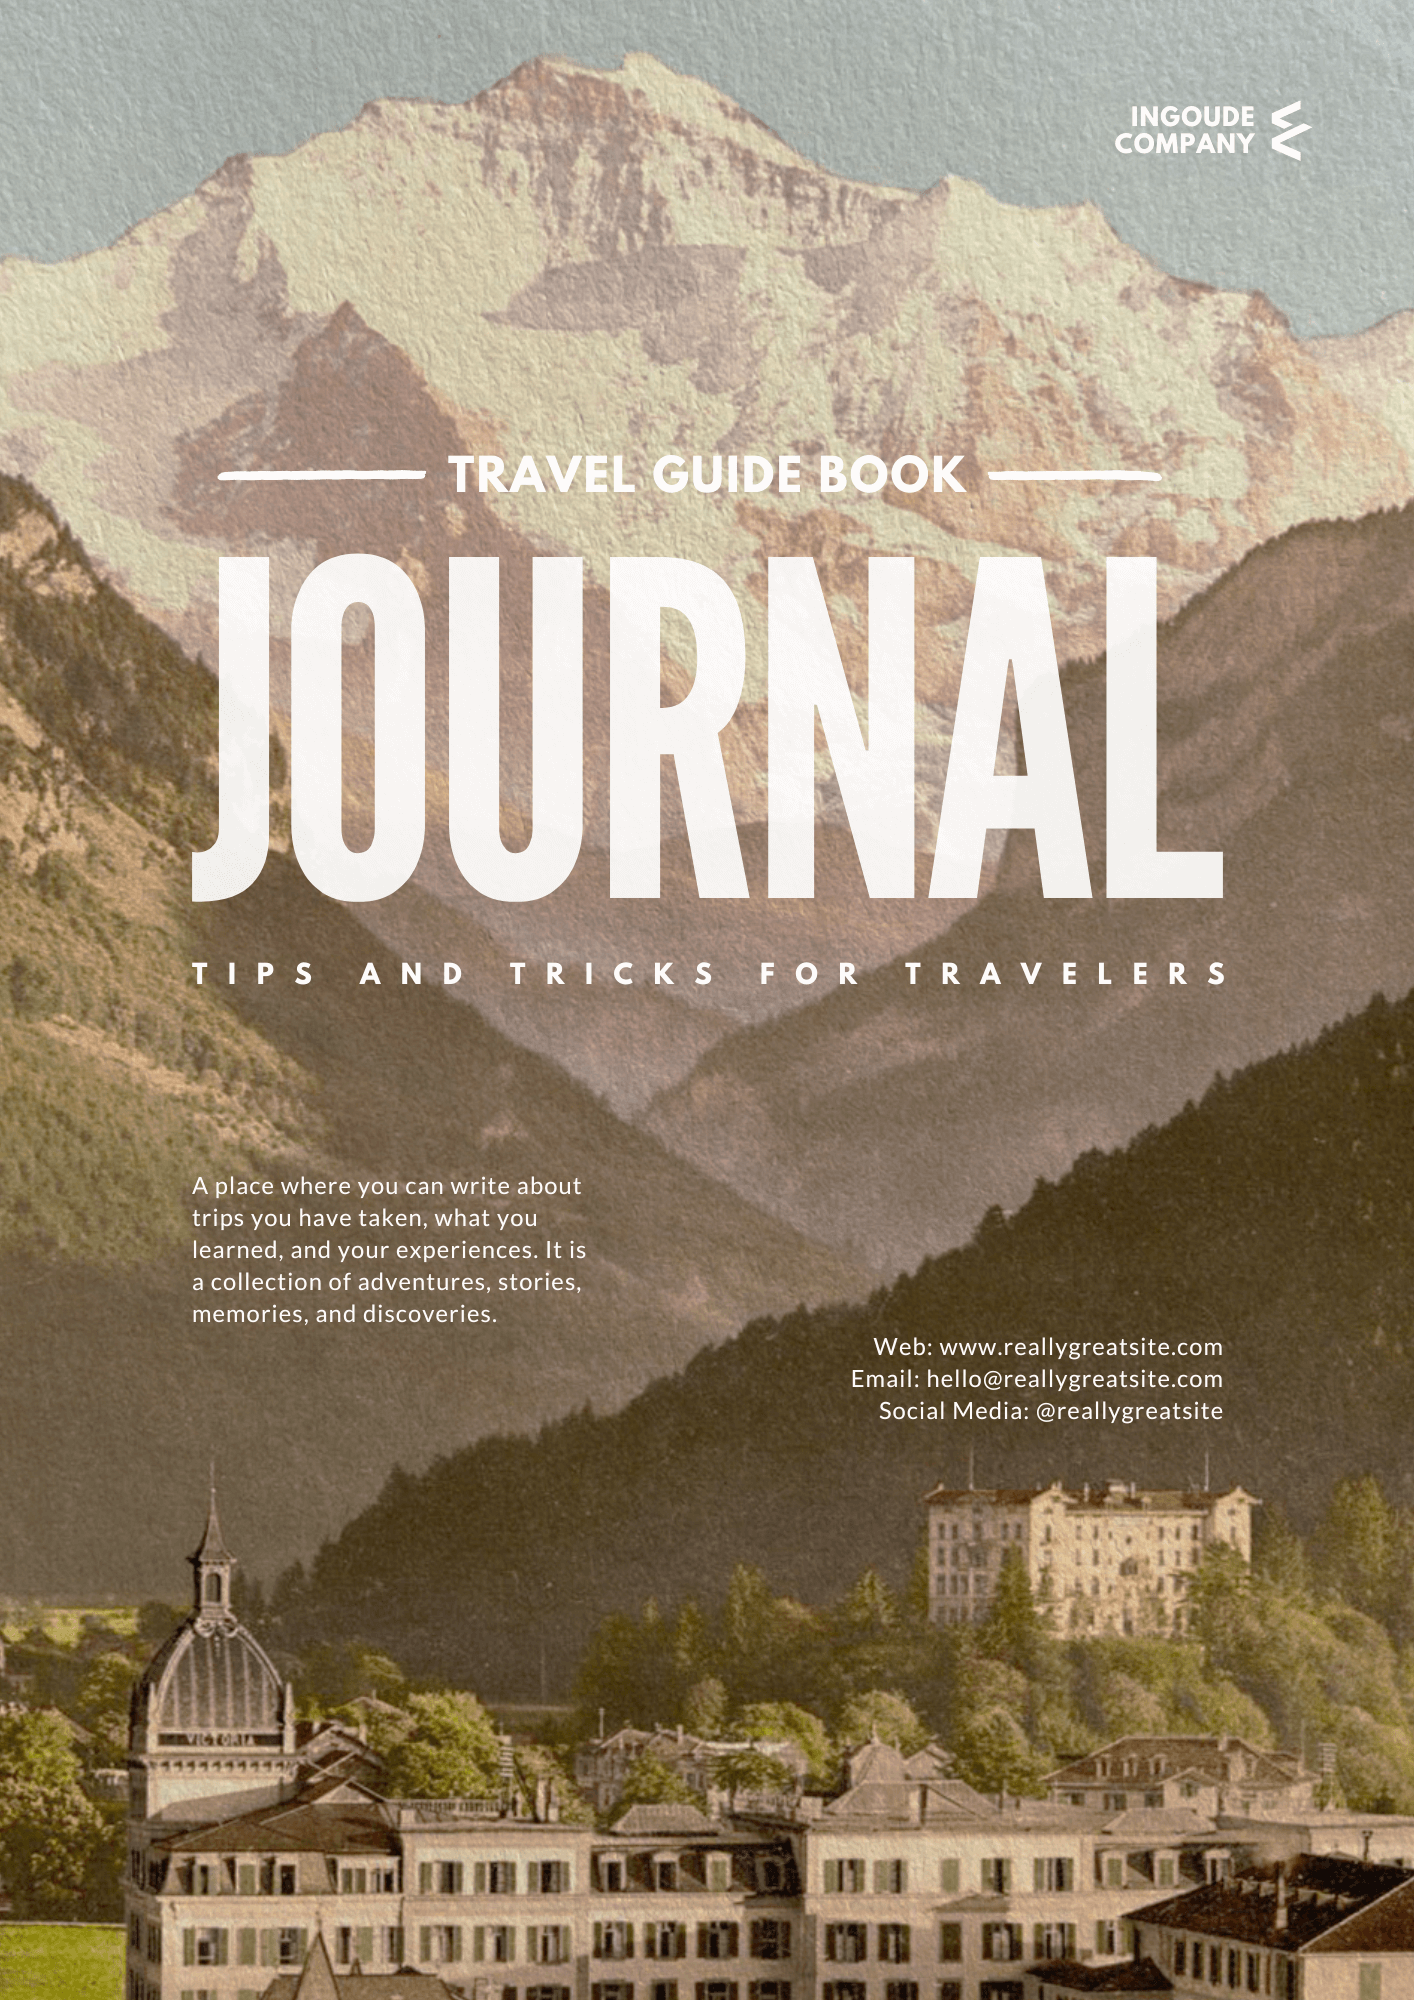 INGOUDE
COMPANY
TRAVEL GUIDE BOOK
JOURNAL
TIPS AND TRICKS FOR TRAVELERS
A place where you can write about
trips you have taken, what you
learned, and your experiences. It is
a collection of adventures, stories,
memories, and discoveries.
Web: www.reallygreatsite.com
Email: hello@reallygreatsite.com
Social Media: @reallygreatsite
VICTORIA